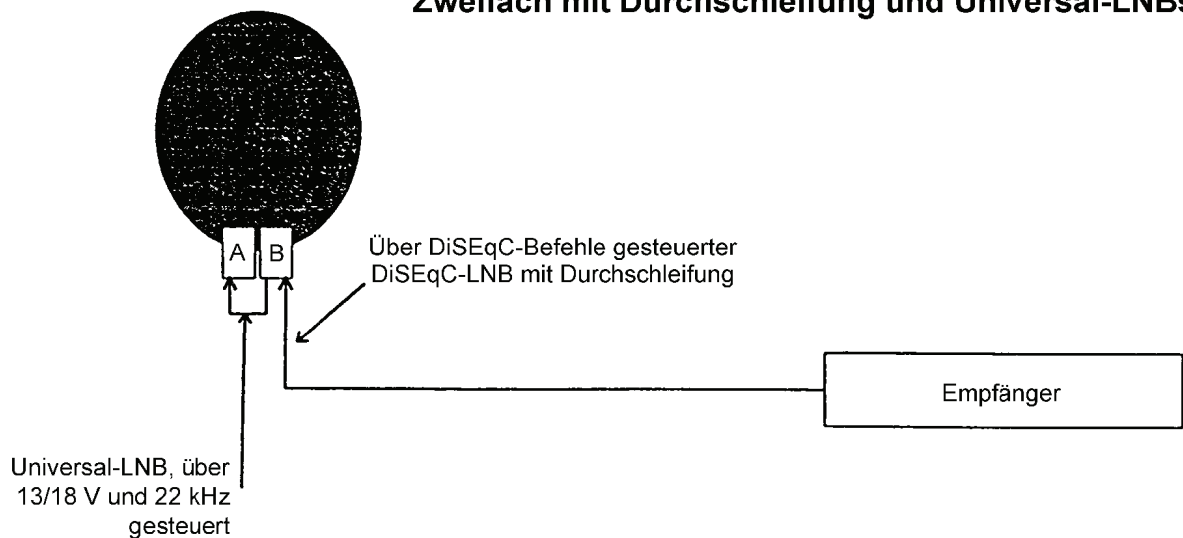 Zweifach mit Durchschleifung und Universal-LNBs
A B
Über DiSEqC-Befehle gesteuerter
DiSEqC-LNB mit Durchschleifung
Empfänger
Universal-LNB, über
13/18 V und 22 kHz
gesteuert